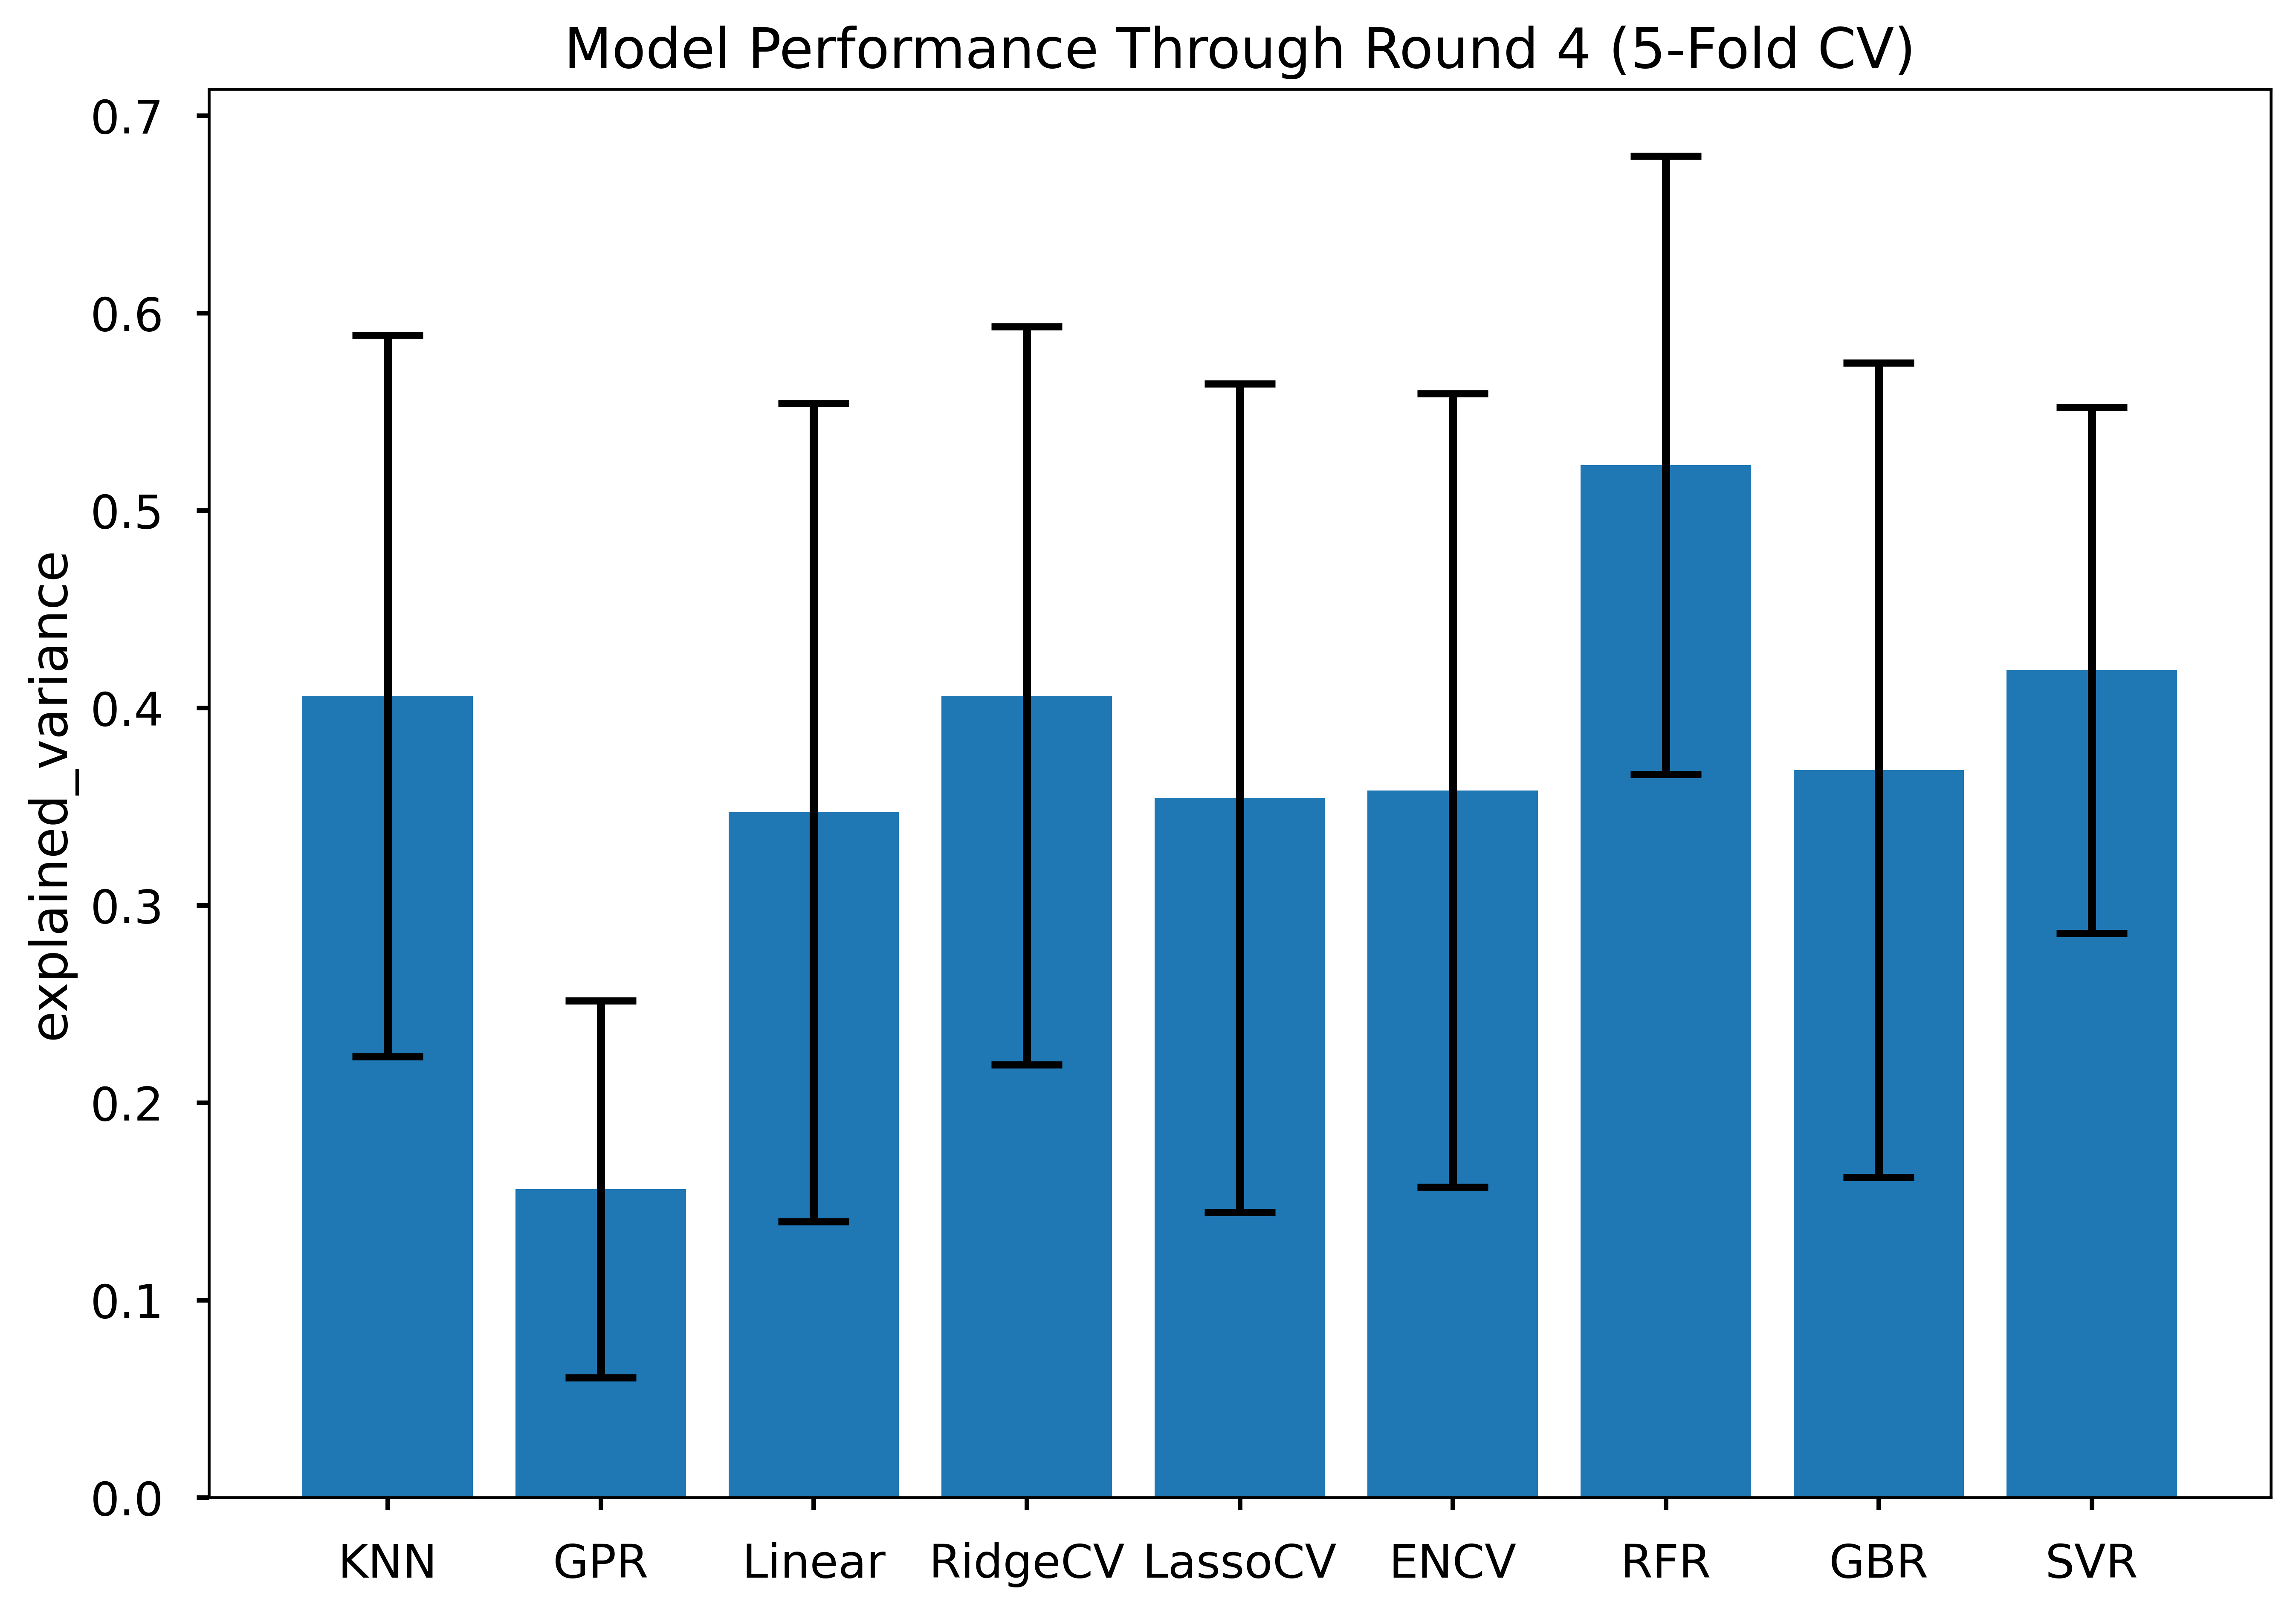 Model Performance Through Round 4 (5-Fold CV)
explained_variance
0.7
0.6
0.5
0.4
0.3
0.2
0.1
0.0
KNN GPR Linear RidgeCV LassoCV ENCV RFR GBR SVR